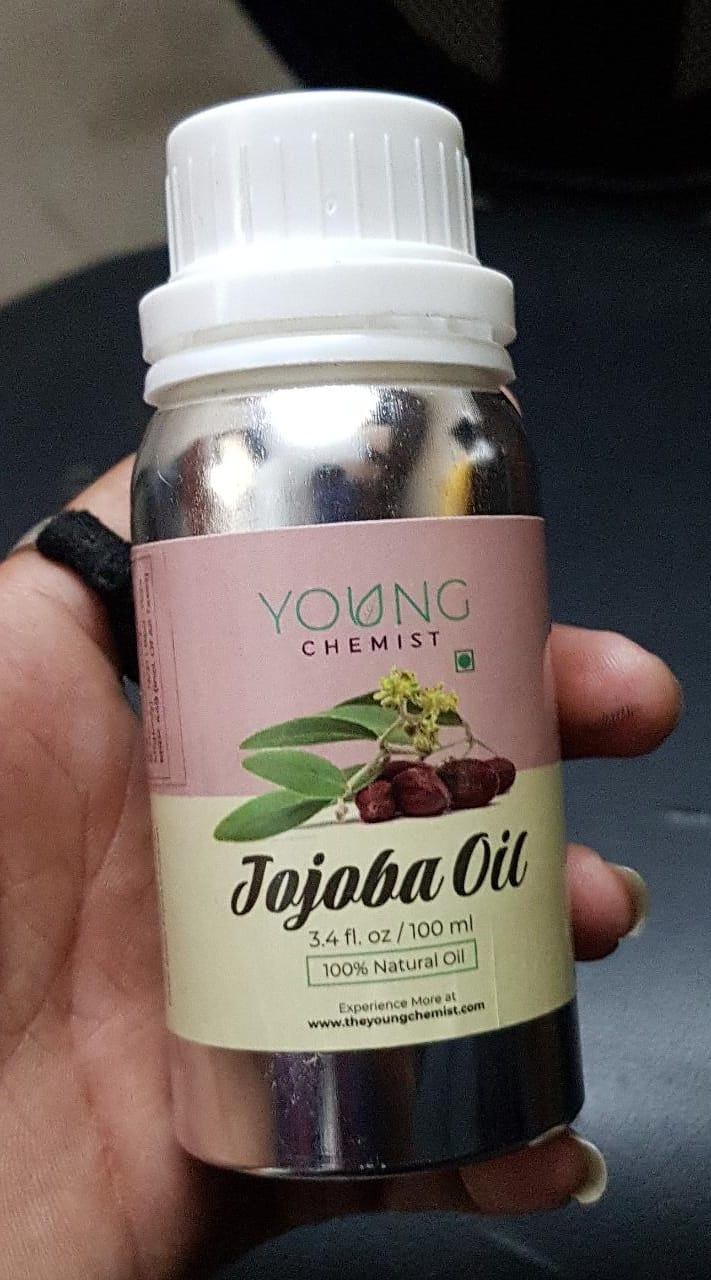 YOUNG
CHEMIST
Jojoba Oil
3.4 fl. oz / 100 ml
100% Natural Oil
Experience More at
www.theyoungchemist.com